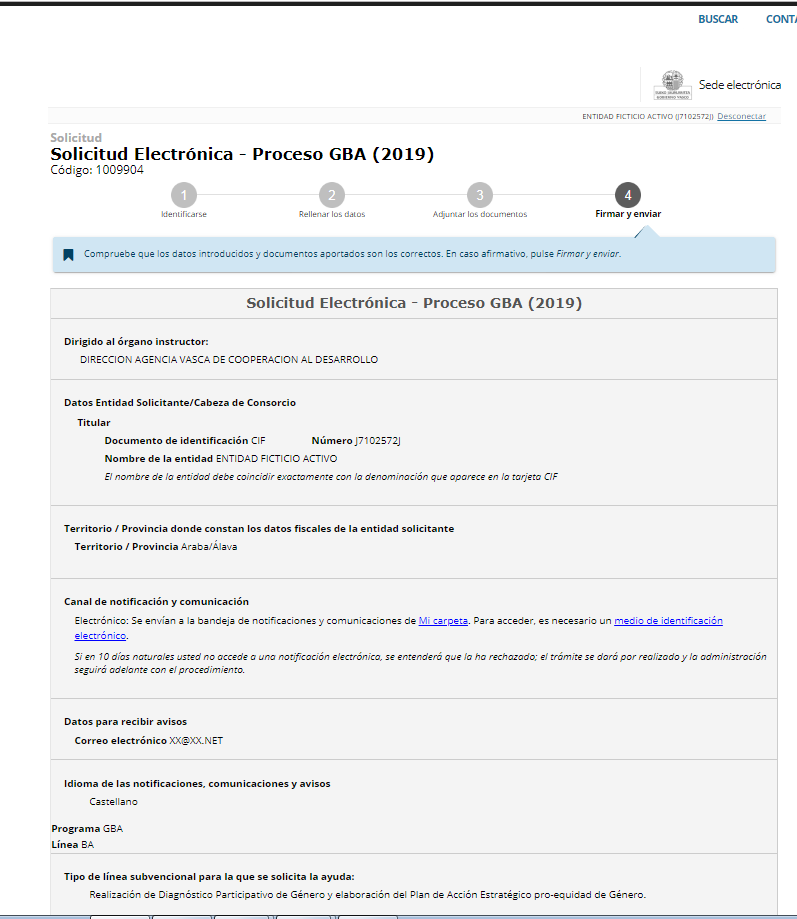 BUSCAR
Sede electrónica
ENTIDAD FICTICIO ACTIVO (J7102572J) Desconectar
Solicitud
Solicitud Electrónica - Proceso GBA (2019)
Código: 1009904
1 2 3 4
Identificarse Rellenar los datos Adjuntar los documentos Firmar y enviar
Compruebe que los datos introducidos y documentos aportados son los correctos. En caso afirmativo, pulse Firmar y enviar.
Solicitud Electrónica - Proceso GBA (2019)
Dirigido al órgano instructor:
DIRECCION AGENCIA VASCA DE COOPERACION AL DESARROLLO
Datos Entidad Solicitante/Cabeza de Consorcio
Titular
Documento de identificación CIF Número J7102572J
Nombre de la entidad ENTIDAD FICTICIO ACTIVO
El nombre de la entidad debe coincidir exactamente con la denominación que aparece en la tarjeta CIF
Territorio / Provincia donde constan los datos fiscales de la entidad solicitante
Territorio / Provincia Araba/Álava
Canal de notificación y comunicación
Electrónico: Se envían a la bandeja de notificaciones y comunicaciones de Mi carpeta. Para acceder, es necesario un medio de identificación
electrónico.
Si en 10 días naturales usted no accede a una notificación electrónica, se entenderá que la ha rechazado; el trámite se dará por realizado y la administración
seguirá adelante con el procedimiento.
Datos para recibir avisos
Correo electrónico XX@XX.NET
Idioma de las notificaciones, comunicaciones y avisos
Castellano
Programa GBA
Línea BA
Tipo de línea subvencional para la que se solicita la ayuda:
Realización de Diagnóstico Participativo de Género y elaboración del Plan de Acción Estratégico pro-equidad de Género.